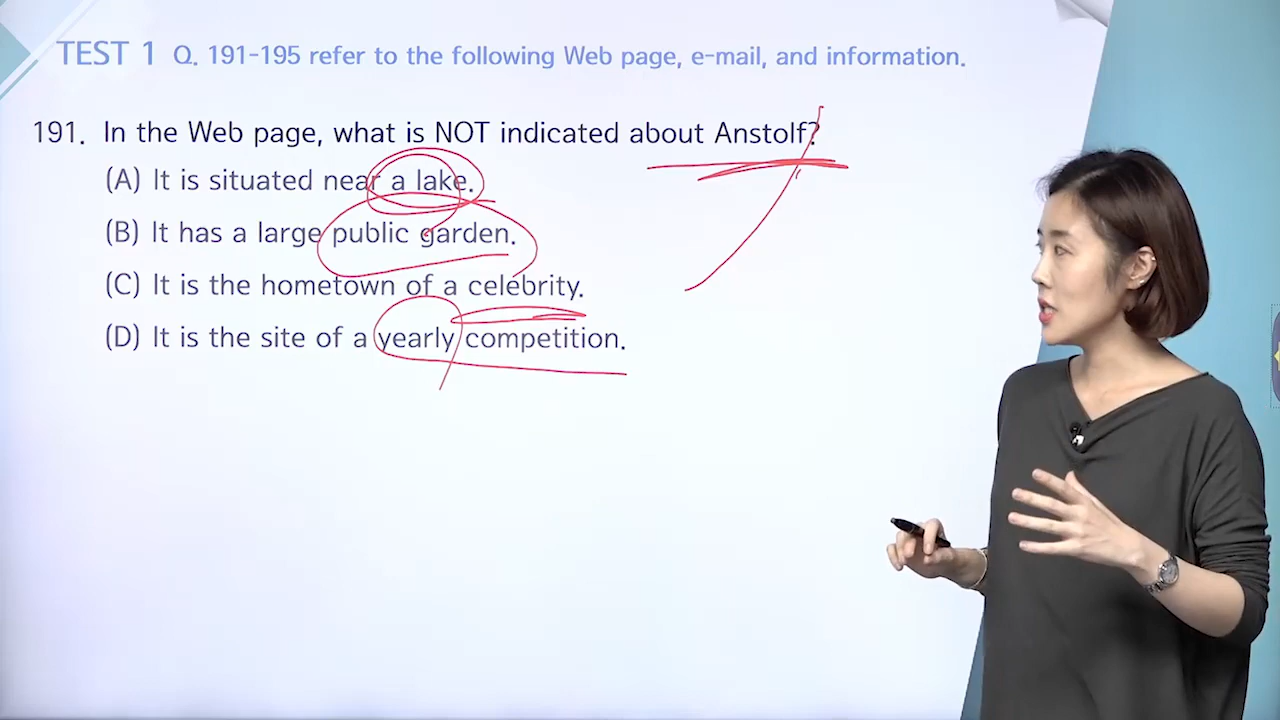 TEST 1 Q. 191-195 refer to the following Web page, e-mail, and information.
191. In the Web page, what is NOT indicated about Anstolf?
(A) It is situated near a lake.
(B) It has a large public garden.
(C) It is the hometown of a celebrity.
(D) It is the site of a yearly competition.